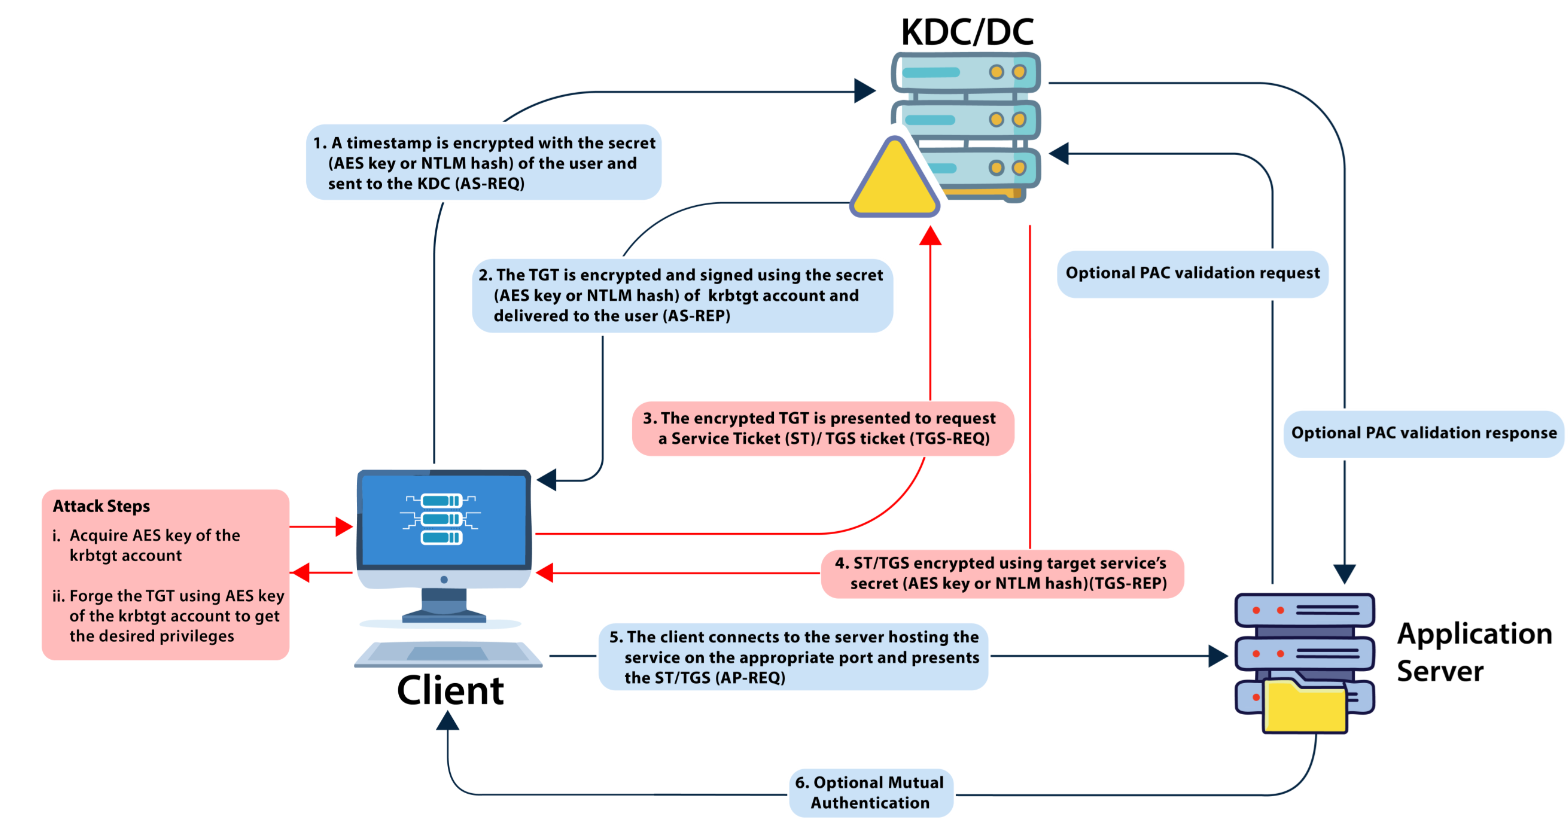 KDC/DC
1. A timestamp is encrypted with the secret
(AES key or NTLM hash) of the user and
sent to the KDC (AS-REQ)
2. The TGT is encrypted and signed using the secret
(AES key or NTLM hash) of krbtgt account and
delivered to the user (AS-REP)
Optional PAC validation request
3. The encrypted TGT is presented to request
a Service Ticket (ST)/ TGS ticket (TGS-REQ)
Optional PAC validation response
Attack Steps
i. Acquire AES key of the
krbtgt account
ii. Forge the TGT using AES key
of the krbtgt account to get
the desired privileges
4. ST/TGS encrypted using target service's
secret (AES key or NTLM hash)(TGS-REP)
5. The client connects to the server hosting the
service on the appropriate port and presents
the ST/TGS (AP-REQ)
Application
Server
Client
6. Optional Mutual
Authentication